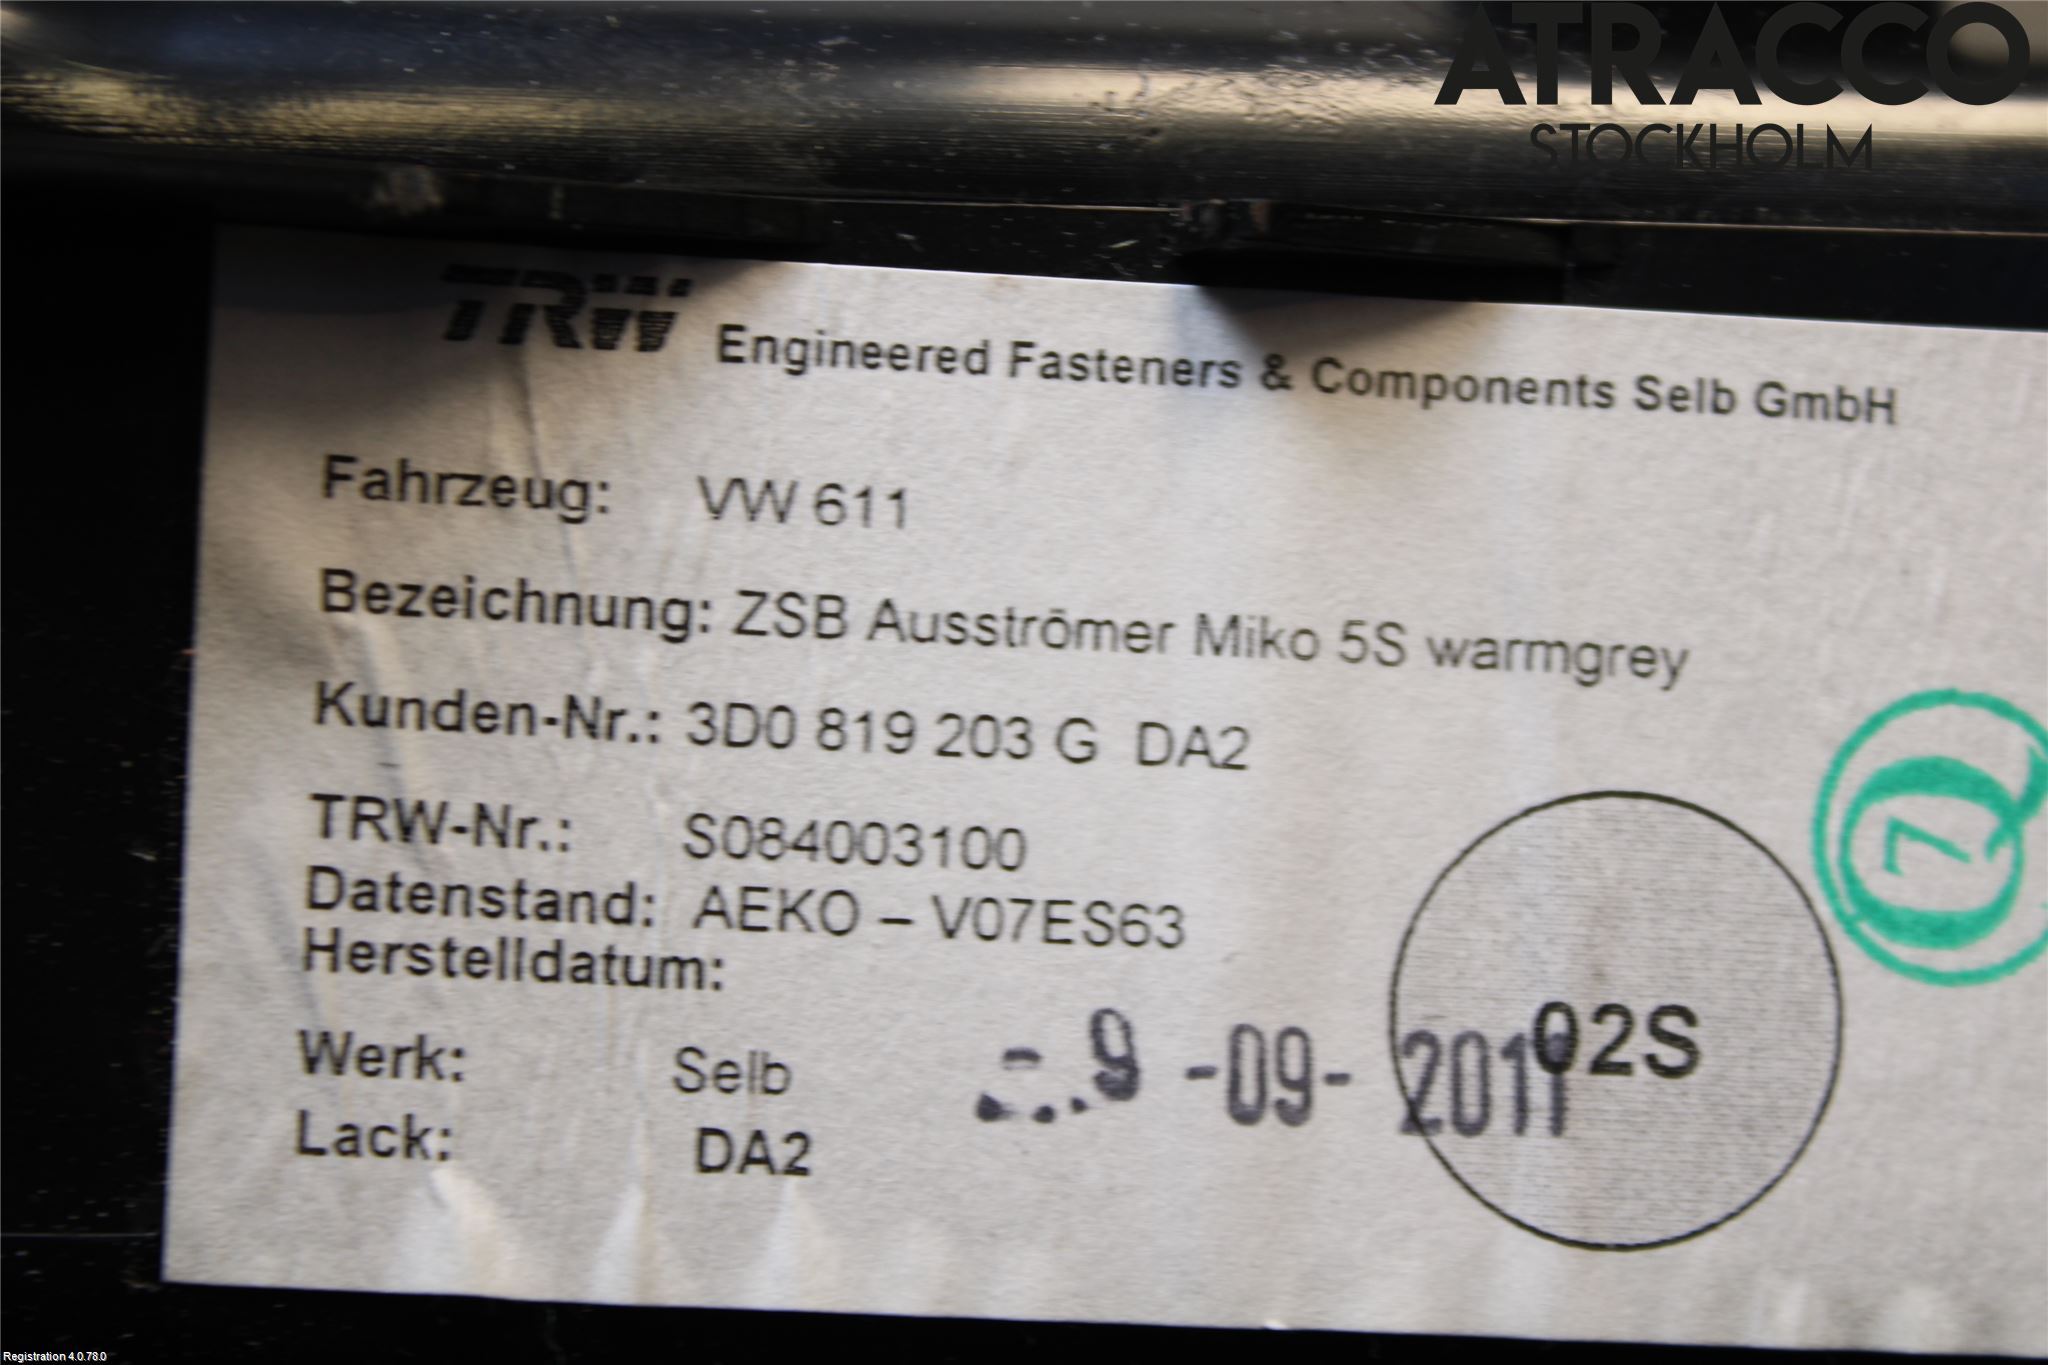 ATRACCO
STOCKHOLM
TRW Engineered Fasteners & Components Selb GmbH
Fahrzeug: VW 611
Bezeichnung: ZSB Ausströmer Miko 5S warmgrey
Kunden-Nr.: 3D0 819 203 G DA2
TRW-Nr.: S084003100
Datenstand: AEKO – V07ES63
Herstelldatum:
9 -09- 2011
02S
Werk: Selb
Lack: DA2
7
Registration 4.0.78.0